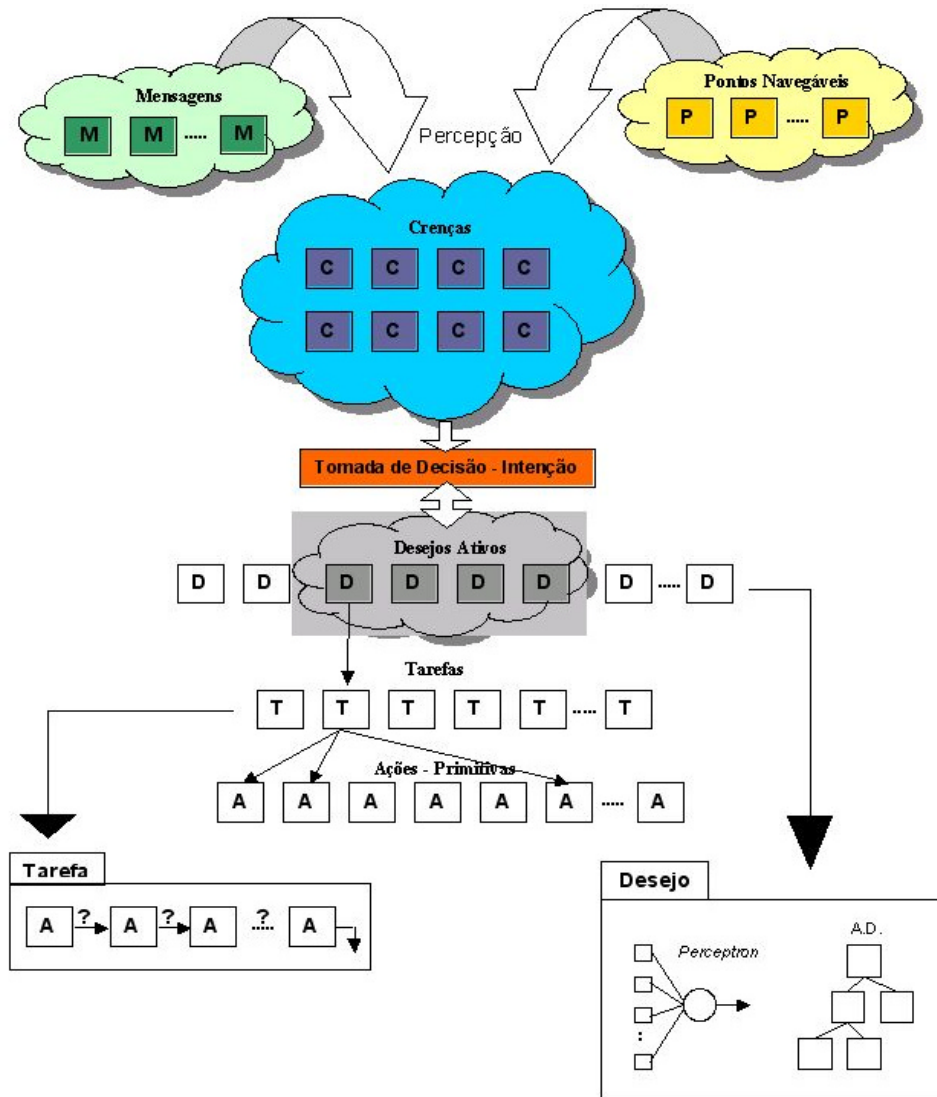 Mensagens
M M ..... M
Pontos Navegáveis
P P ..... P
Percepção
Crenças
C C C C
C C C C
Tomada de Decisão - Intenção
Desejos Ativos
D D D D D D D ..... D
Tarefas
T T T T T ..... T
Ações - Primitivas
A A A A A A ..... A
Tarefa
A ? A ? A ..?.. A
Desejo
Perceptron
A.D.
: